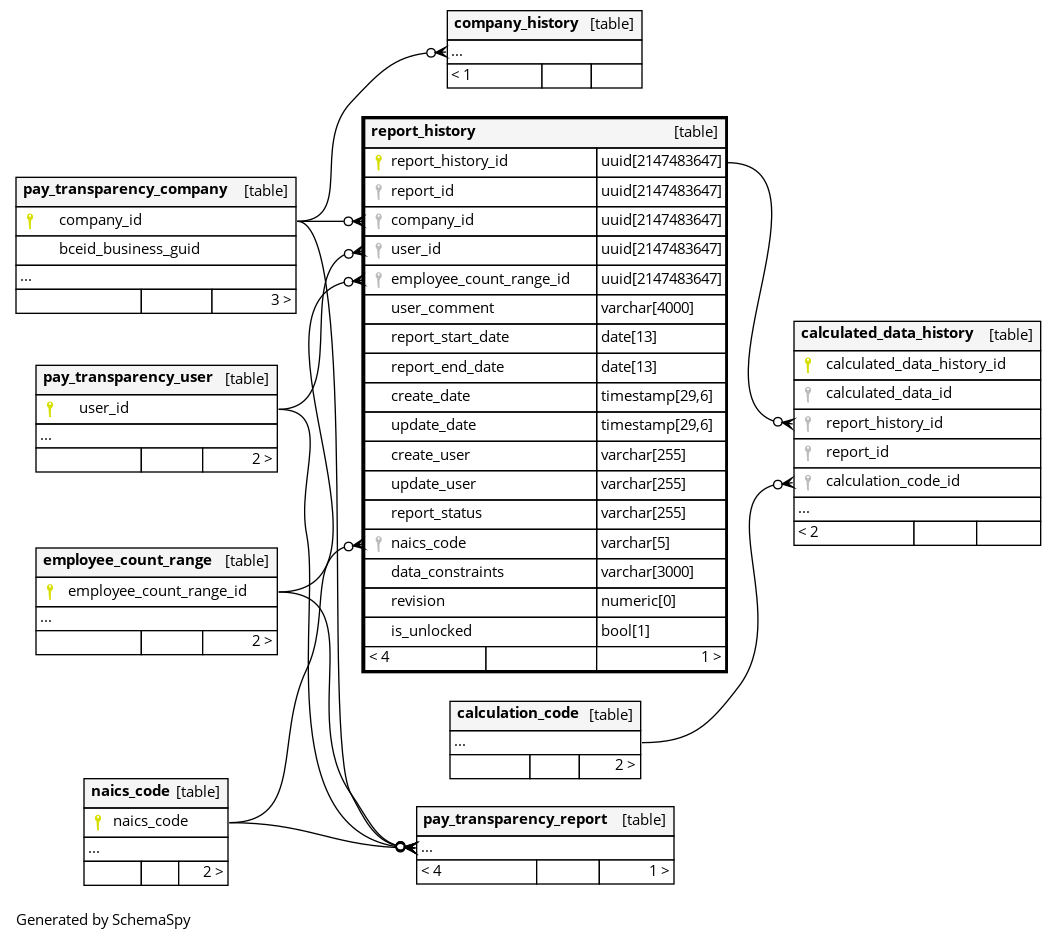 company_history [table]
...
< 1
report_history [table]
report_history_id uuid[2147483647]
report_id uuid[2147483647]
company_id uuid[2147483647]
user_id uuid[2147483647]
employee_count_range_id uuid[2147483647]
user_comment varchar[4000]
report_start_date date[13]
report_end_date date[13]
create_date timestamp[29,6]
update_date timestamp[29,6]
create_user varchar[255]
update_user varchar[255]
report_status varchar[255]
naics_code varchar[5]
data_constraints varchar[3000]
revision numeric[0]
is_unlocked bool[1]
< 4 1 >
pay_transparency_company [table]
company_id
bceid_business_guid
...
3 >
pay_transparency_user [table]
user_id
...
2 >
employee_count_range [table]
employee_count_range_id
...
2 >
naics_code [table]
naics_code
...
2 >
calculated_data_history [table]
calculated_data_history_id
calculated_data_id
report_history_id
report_id
calculation_code_id
...
< 2
calculation_code [table]
...
2 >
pay_transparency_report [table]
...
< 4 1 >
Generated by SchemaSpy